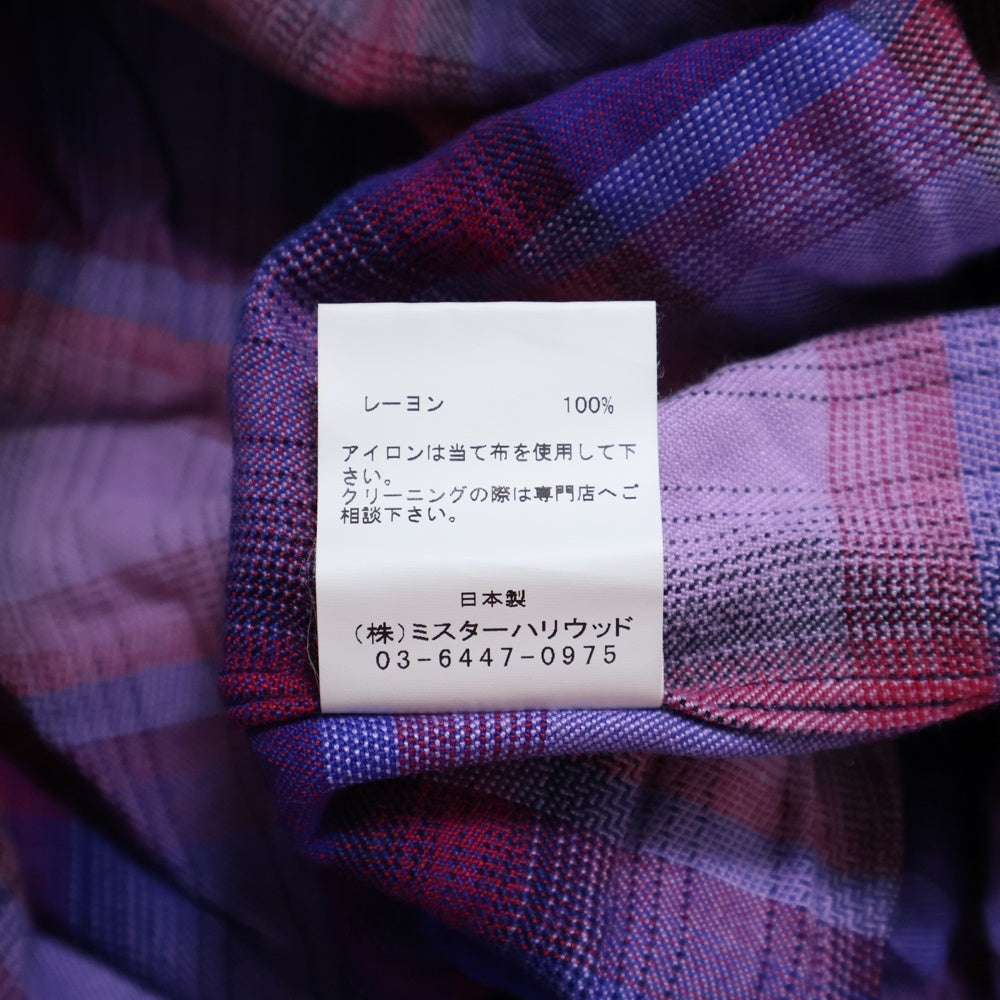 レーヨン 100%
アイロンは当て布を使用して下
さい。
クリーニングの際は専門店へご
相談下さい。
日本製
(株)ミスターハリウッド
03-6447-0975